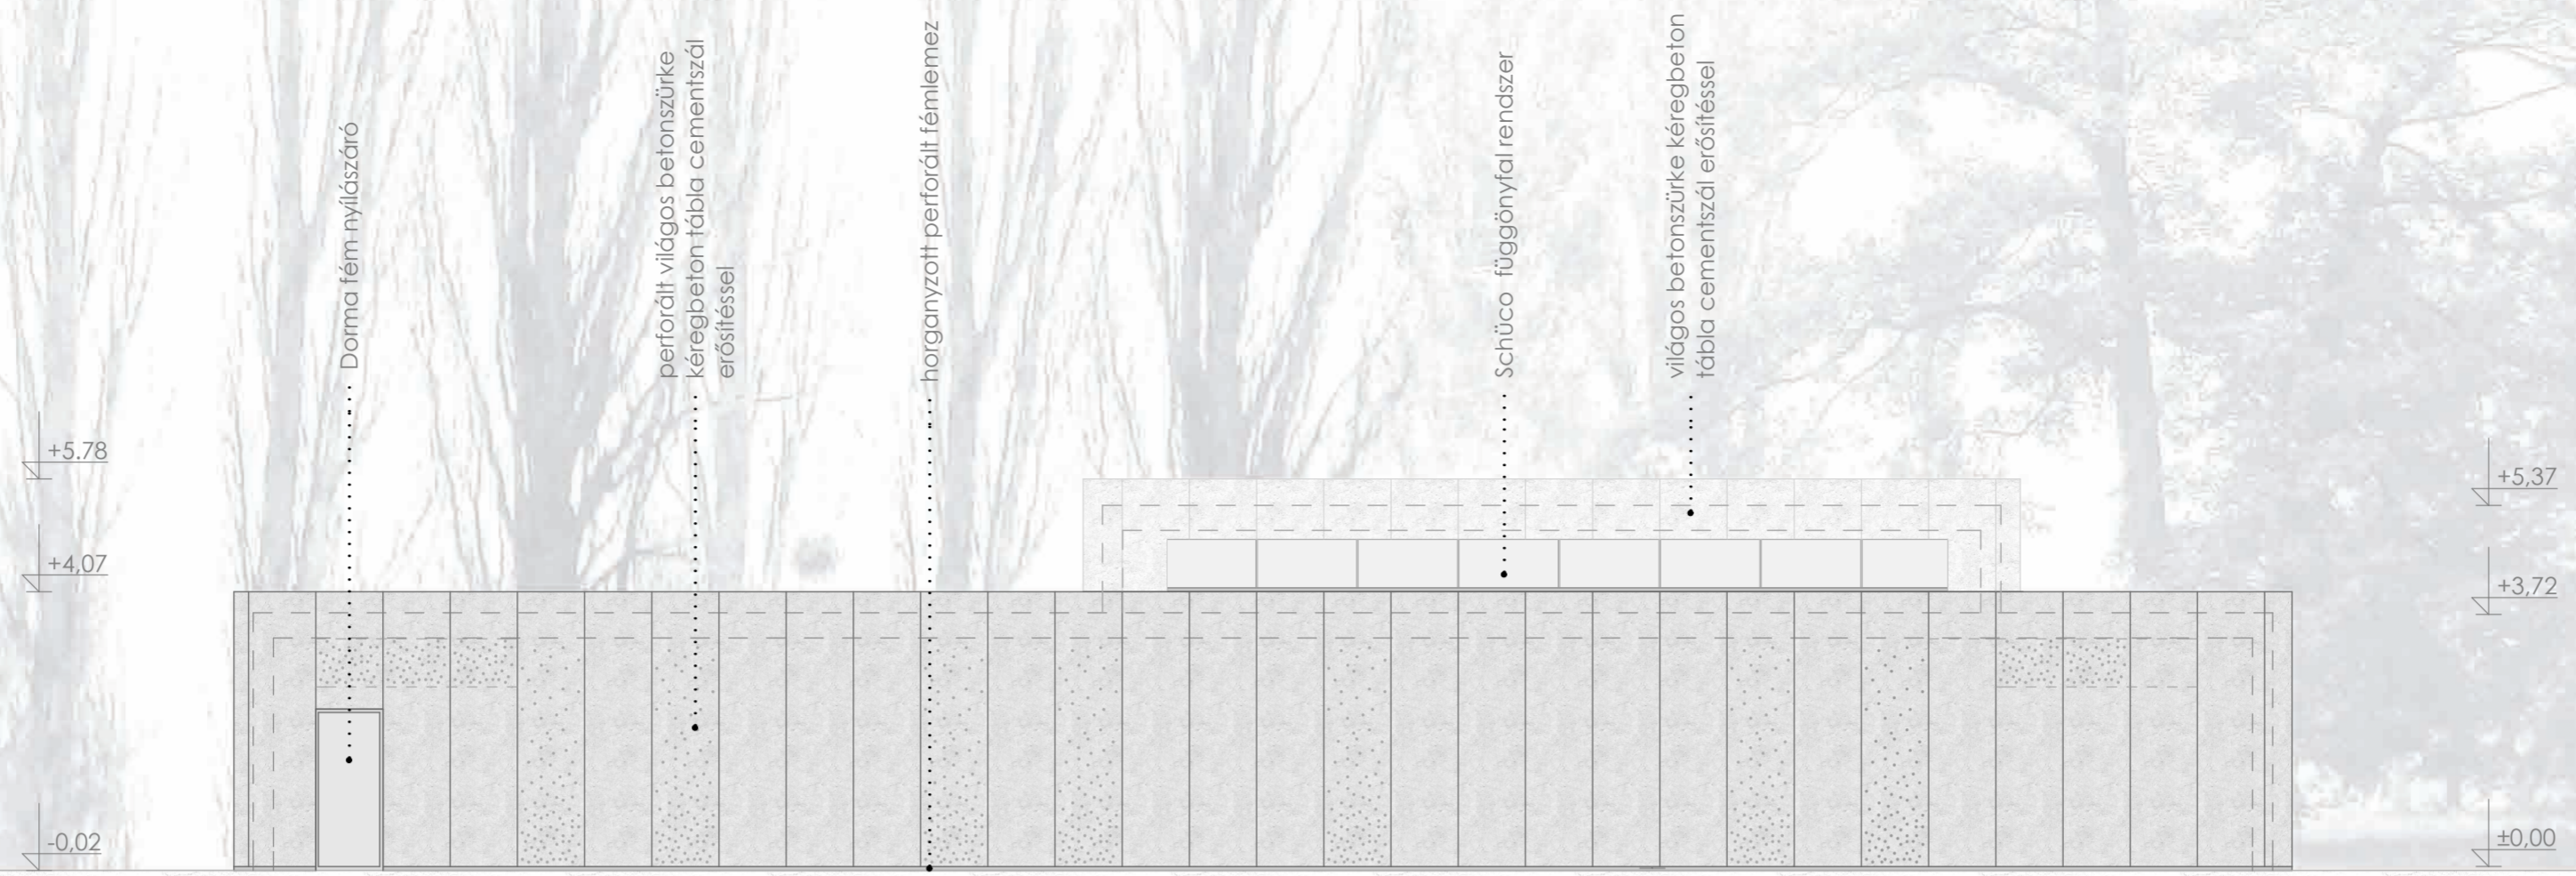 Dorma fém nyílászáró
perforált világos betonszürke
kéregbeton tábla cementszál
erősítéssel
horganyzott perforált fémlemez
Schüco függönyfal rendszer
világos betonszürke kéregbeton
tábla cementszál erősítéssel
+5.78
+4,07
-0,02
+5,37
+3,72
±0,00